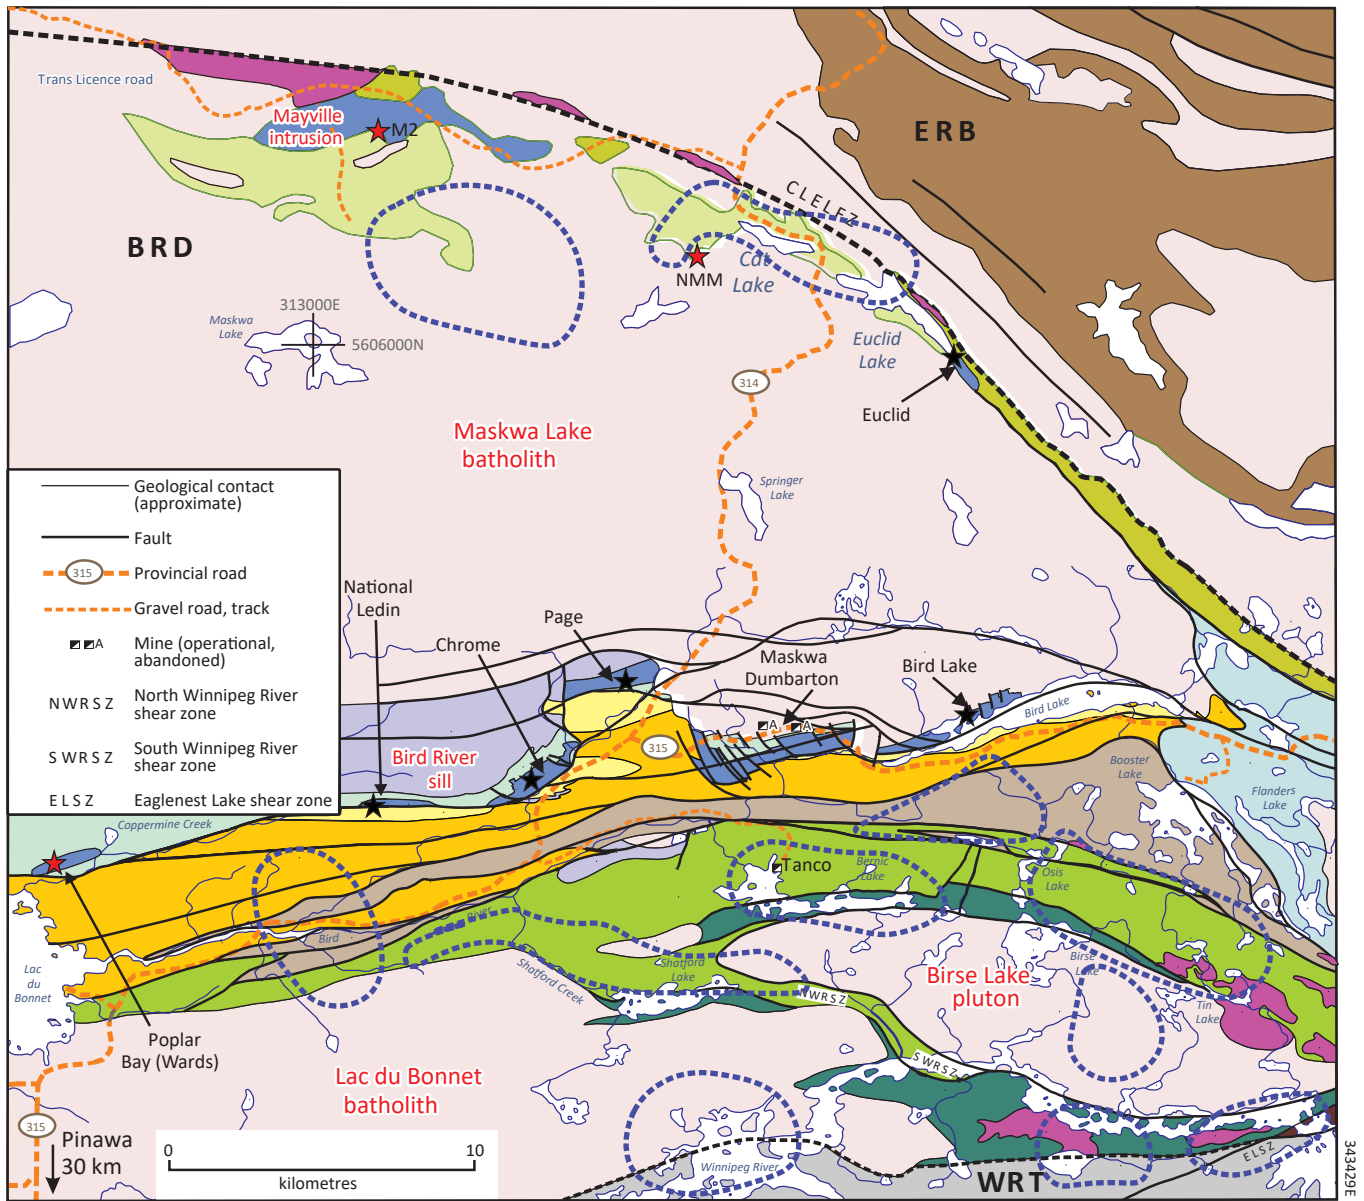 Trans Licence road
Mayville
intrusion
M2
ERB
BRD
CLELFZ
NMM
Cat
Lake
313000E
Maskwa
Lake
5606000N
Euclid
Lake
314
Euclid
Maskwa Lake
batholith
Springer
Lake
Geological contact
(approximate)
Fault
315
Provincial road
Gravel road, track
A
Mine (operational,
abandoned)
NWRSZ
North Winnipeg River
shear zone
SWRSZ
South Winnipeg River
shear zone
ELSZ
Eaglenest Lake shear zone
National
Ledin
Page
Chrome
Maskwa
Dumbarton
Bird Lake
A
A
Bird Lake
315
Bird River
sill
Booster
Lake
Flanders
Lake
Coppermine Creek
Tanco
Bernic
Lake
Osis
Lake
River
Bird
Lac
du
Bonnet
Shatford
Lake
Shatford Creek
Birse
Lake
Birse Lake
pluton
NWRSZ
Tin
Lake
Poplar
Bay (Wards)
SWRSZ
Lac du Bonnet
batholith
315
Pinawa
30 km
0
10
kilometres
Winnipeg River
WRT
ELSZ
343429E